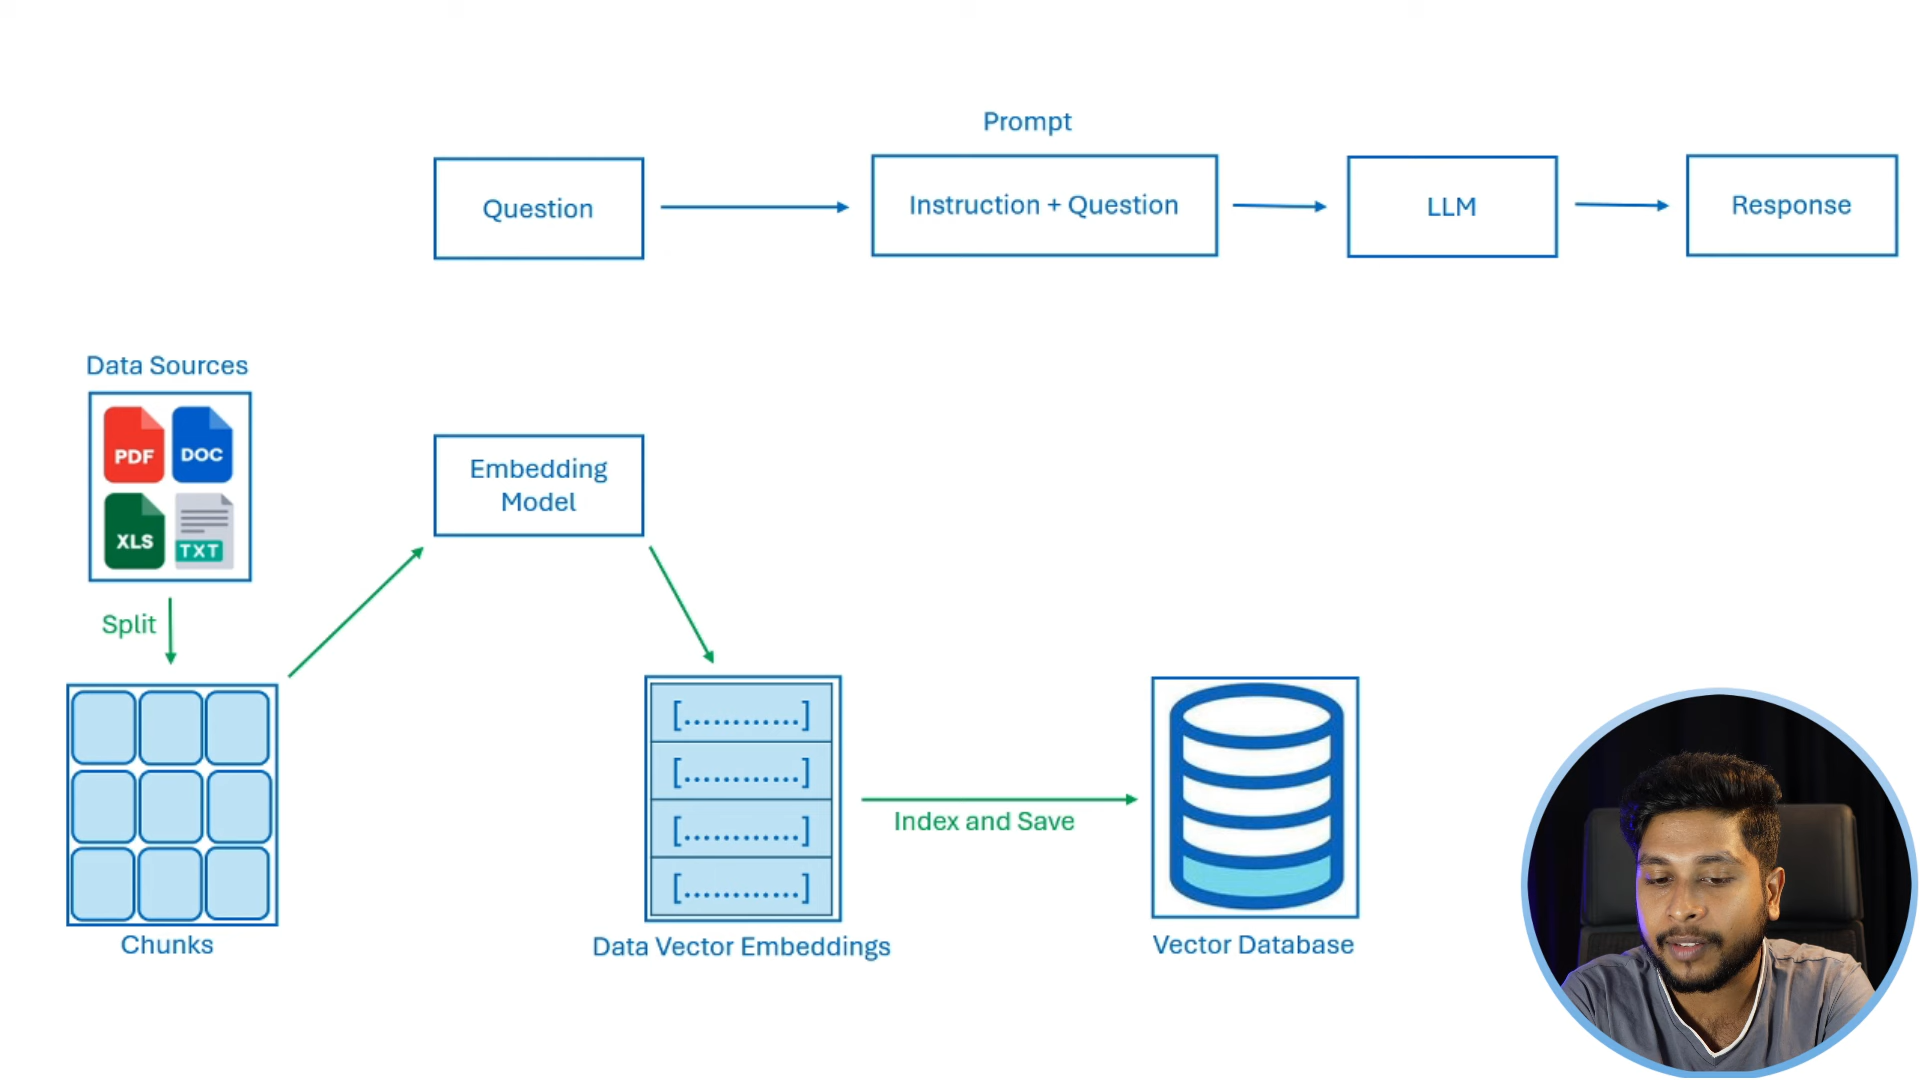 Prompt
Question
Instruction + Question
LLM
Response
Data Sources
PDF
DOC
XLS
TXT
Embedding
Model
Split
[............]
[............]
[............]
[............]
Index and Save
Chunks
Data Vector Embeddings
Vector Database